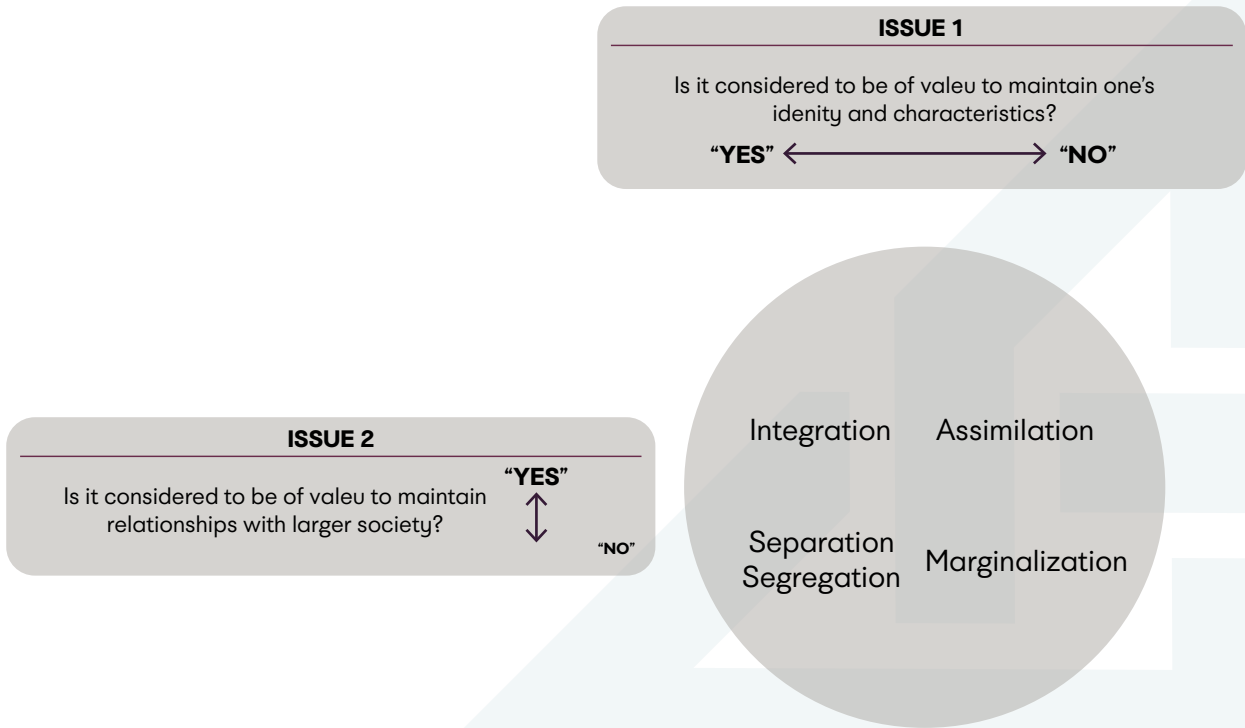 ISSUE 1
Is it considered to be of valeu to maintain one’s
idenity and characteristics?
“YES” “NO”
ISSUE 2
“YES”
Is it considered to be of valeu to maintain
relationships with larger society?
“NO”
Integration Assimilation
Separation
Segregation
Marginalization